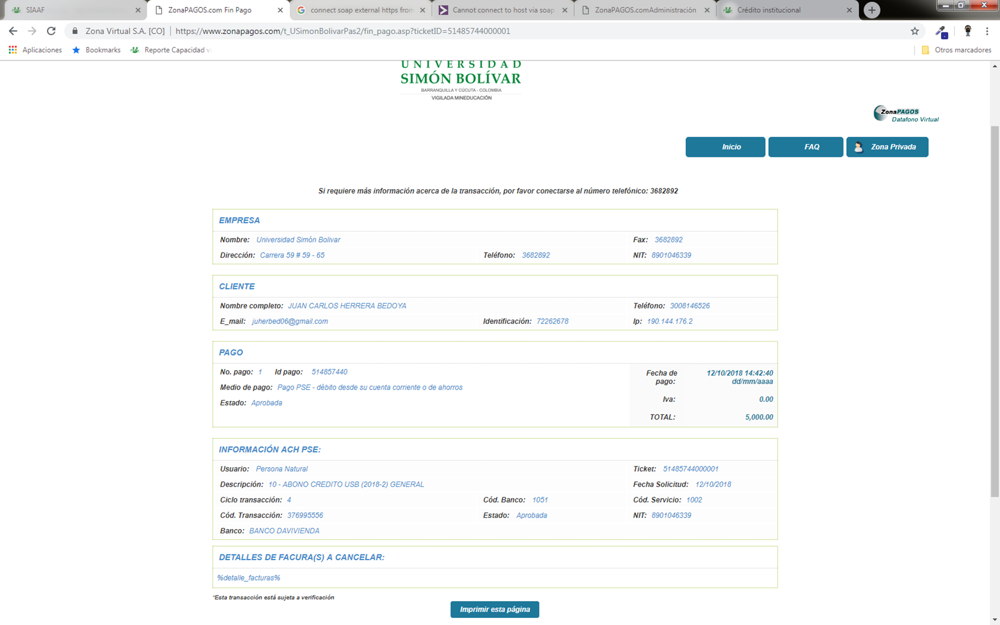 SIAAF
ZonaPAGOS.com Fin Pago
connect soap external https from
Cannot connect to host via soap
ZonaPAGOS.comAdministración
Crédito institucional
Zona Virtual S.A. [CO] | https://www.zonapagos.com/t_USimonBolivarPas2/fin_pago.asp?ticketID=51485744000001
Aplicaciones Bookmarks Reporte Capacidad vs Otros marcadores
UNIVERSIDAD
SIMÓN BOLÍVAR
BARRANQUILLA Y CÚCUTA - COLOMBIA
VIGILADA MINEDUCACIÓN
ZonaPAGOS
Datafono Virtual
Inicio FAQ Zona Privada
Si requiere más información acerca de la transacción, por favor conectarse al número telefónico: 3682892
EMPRESA
Nombre: Universidad Simón Bolivar Fax: 3682892
Dirección: Carrera 59 # 59 - 65 Teléfono: 3682892 NIT: 8901046339
CLIENTE
Nombre completo: JUAN CARLOS HERRERA BEDOYA Teléfono: 3008146526
E_mail: juherbed06@gmail.com Identificación: 72262678 Ip: 190.144.176.2
PAGO
No. pago: 1 Id pago: 514857440
Medio de pago: Pago PSE - débito desde su cuenta corriente o de ahorros
Estado: Aprobada
Fecha de pago: 12/10/2018 14:42:40
dd/mm/aaaa
Iva: 0.00
TOTAL: 5,000.00
INFORMACIÓN ACH PSE:
Usuario: Persona Natural Ticket: 51485744000001
Descripción: 10 - ABONO CREDITO USB (2018-2) GENERAL Fecha Solicitud: 12/10/2018
Ciclo transacción: 4 Cód. Banco: 1051 Cód. Servicio: 1002
Cód. Transacción: 376995556 Estado: Aprobada NIT: 8901046339
Banco: BANCO DAVIVIENDA
DETALLES DE FACURA(S) A CANCELAR:
%detalle_facturas%
*Esta transacción está sujeta a verificación
Imprimir esta página